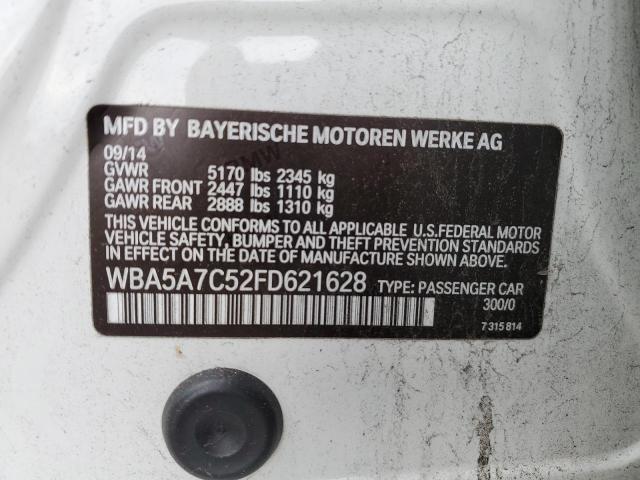 MFD BY BAYERISCHE MOTOREN WERKE AG
09/14
GVWR 5170 lbs 2345 kg
GAWR FRONT 2447 lbs 1110 kg
GAWR REAR 2888 lbs 1310 kg
THIS VEHICLE CONFORMS TO ALL APPLICABLE U.S.FEDERAL MOTOR
VEHICLE SAFETY, BUMPER AND THEFT PREVENTION STANDARDS
IN EFFECT ON THE DATE OF MANUFACTURE SHOWN ABOVE.
WBA5A7C52FD621628 TYPE: PASSENGER CAR
300/0
7 315 814